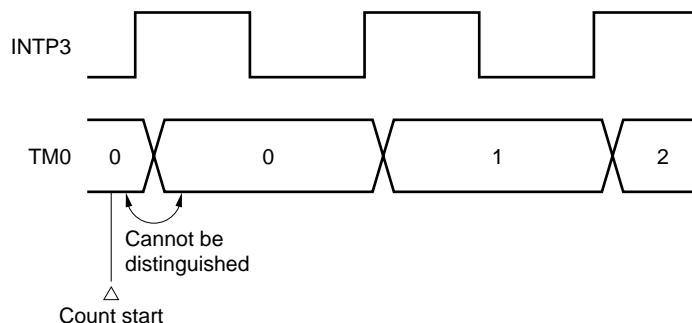 INTP3
TM0 0 0 1 2
Cannot be
distinguished
Count start